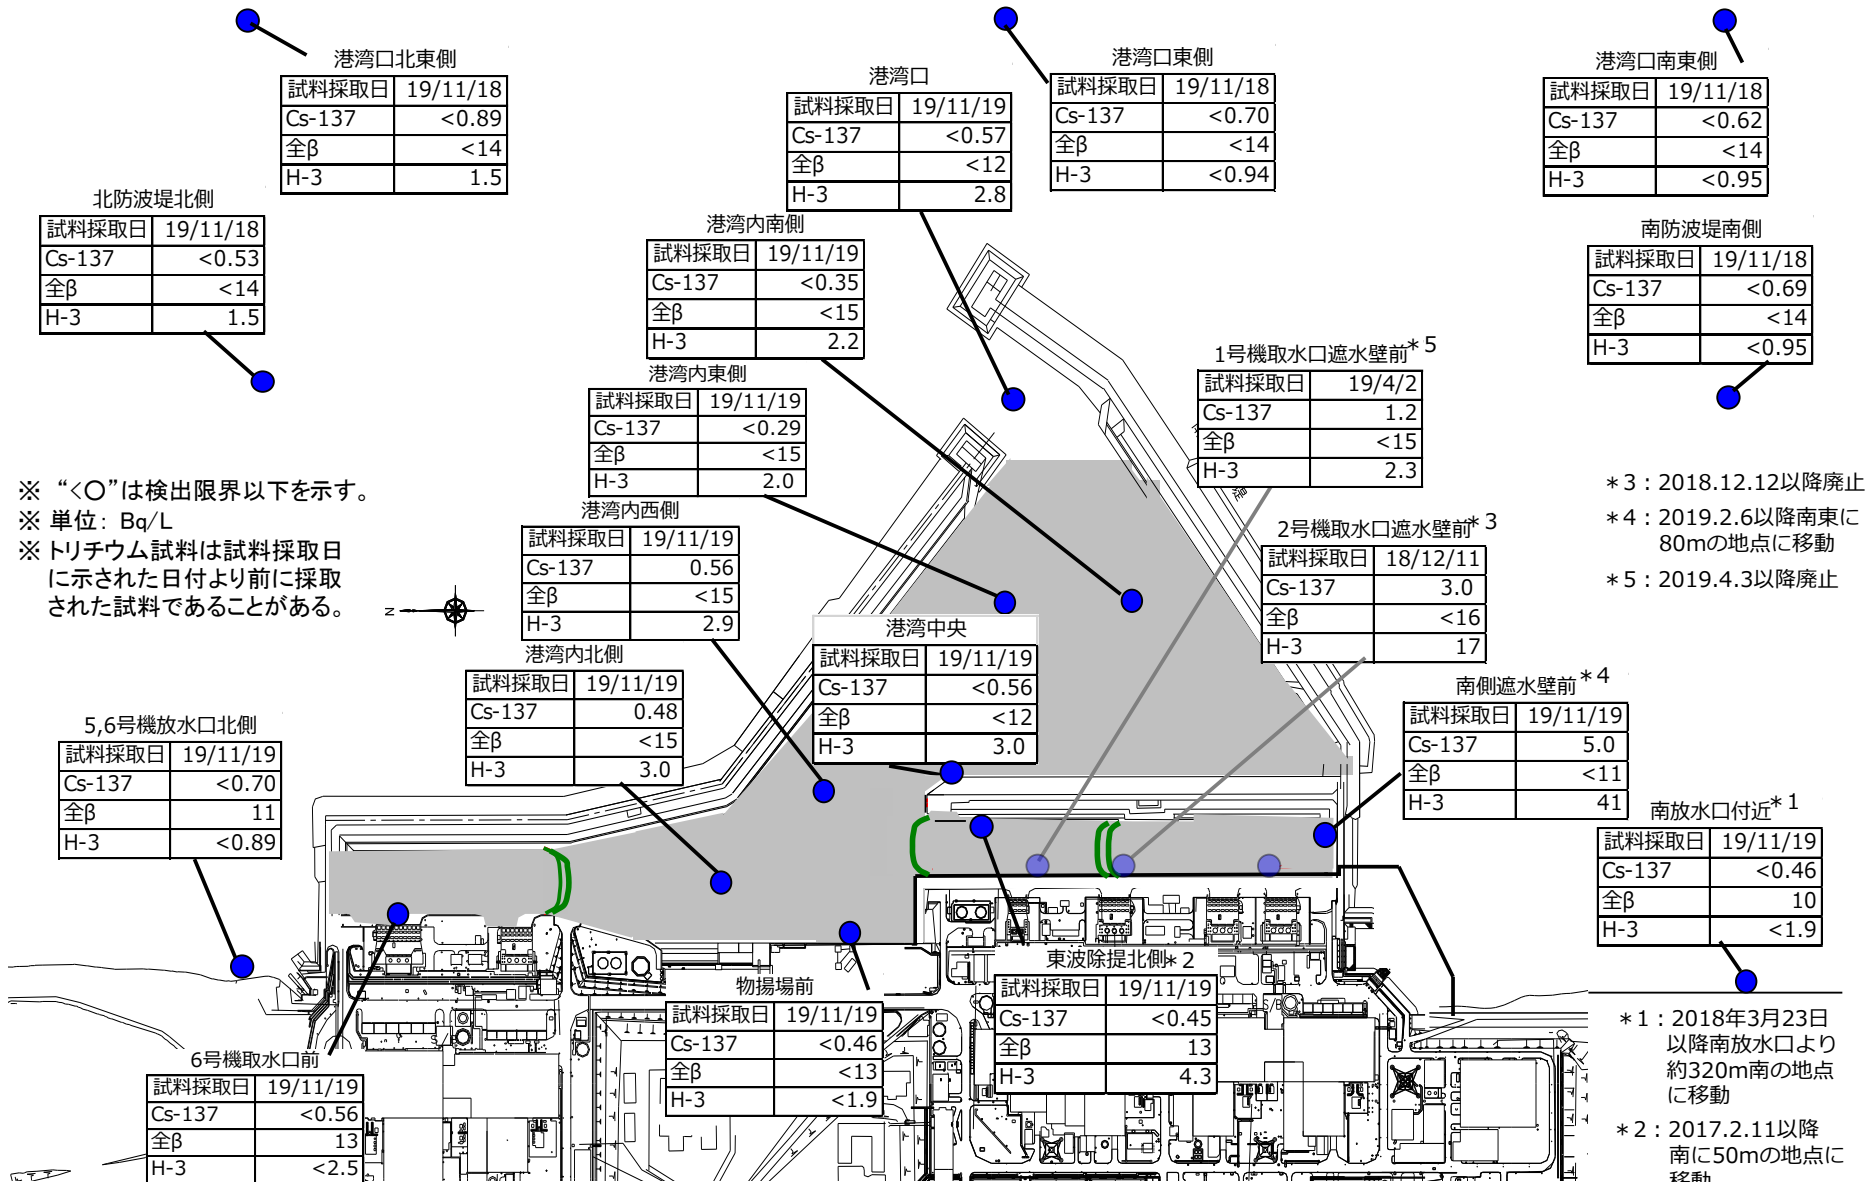 港湾口北東側
試料採取日 19/11/18
Cs-137 <0.89
全β <14
H-3 1.5
港湾口
試料採取日 19/11/19
Cs-137 <0.57
全β <12
H-3 2.8
港湾口東側
試料採取日 19/11/18
Cs-137 <0.70
全β <14
H-3 <0.94
港湾口南東側
試料採取日 19/11/18
Cs-137 <0.62
全β <14
H-3 <0.95
北防波堤北側
試料採取日 19/11/18
Cs-137 <0.53
全β <14
H-3 1.5
港湾内南側
試料採取日 19/11/19
Cs-137 <0.35
全β <15
H-3 2.2
南防波堤南側
試料採取日 19/11/18
Cs-137 <0.69
全β <14
H-3 <0.95
港湾内東側
試料採取日 19/11/19
Cs-137 <0.29
全β <15
H-3 2.0
1号機取水口遮水壁前*5
試料採取日 19/4/2
Cs-137 1.2
全β <15
H-3 2.3
堤
※ “<○”は検出限界以下を示す。
※ 単位: Bq/L
※ トリチウム試料は試料採取日
に示された日付より前に採取
された試料であることがある。
N
港湾内西側
試料採取日 19/11/19
Cs-137 0.56
全β <15
H-3 2.9
2号機取水口遮水壁前*3
試料採取日 18/12/11
Cs-137 3.0
全β <16
H-3 17
*3:2018.12.12以降廃止
*4:2019.2.6以降南東に
80mの地点に移動
*5:2019.4.3以降廃止
港湾中央
試料採取日 19/11/19
Cs-137 <0.56
全β <12
H-3 3.0
港湾内北側
試料採取日 19/11/19
Cs-137 0.48
全β <15
H-3 3.0
南側遮水壁前*4
試料採取日 19/11/19
Cs-137 5.0
全β <11
H-3 41
5,6号機放水口北側
試料採取日 19/11/19
Cs-137 <0.70
全β 11
H-3 <0.89
南放水口付近*1
試料採取日 19/11/19
Cs-137 <0.46
全β 10
H-3 <1.9
東波除堤北側*2
試料採取日 19/11/19
Cs-137 <0.45
全β 13
H-3 4.3
物揚場前
試料採取日 19/11/19
Cs-137 <0.46
全β <13
H-3 <1.9
6号機取水口前
試料採取日 19/11/19
Cs-137 <0.56
全β 13
H-3 <2.5
*1:2018年3月23日
以降南放水口より
約320m南の地点
に移動
*2:2017.2.11以降
南に50mの地点に
移動